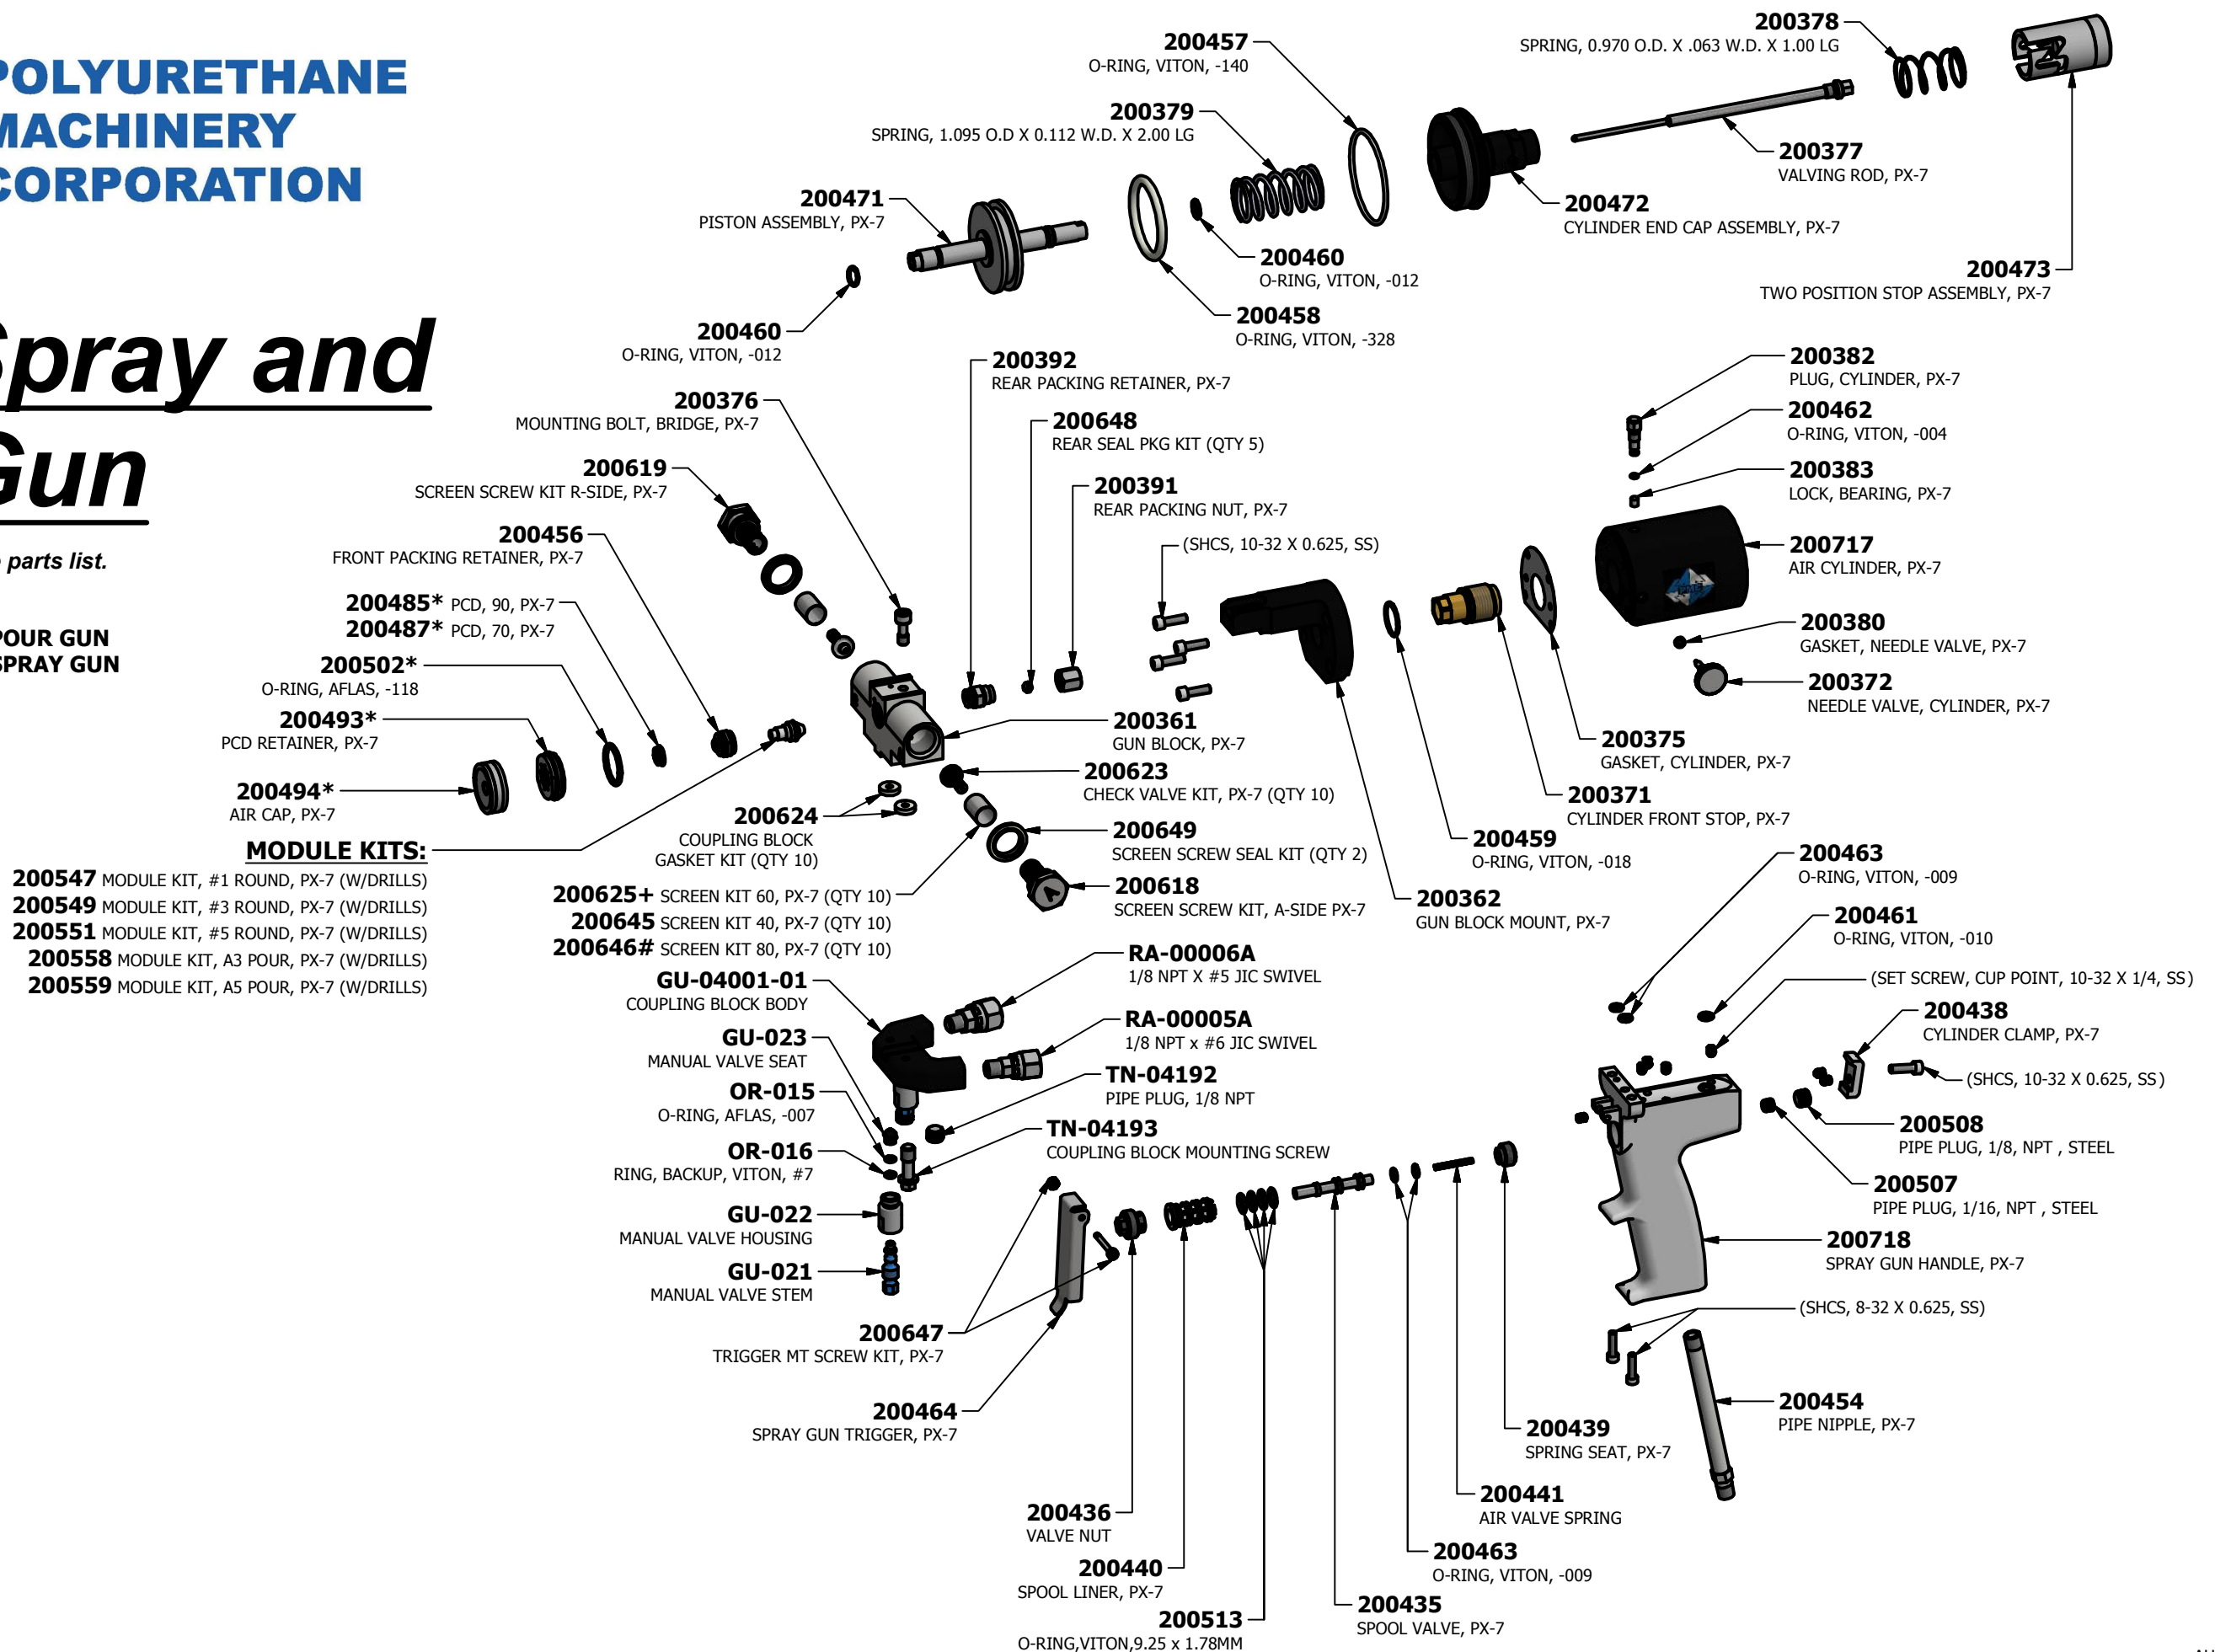 POLYURETHANE
MACHINERY
CORPORATION
Spray and
Gun
parts list.
POUR GUN
SPRAY GUN
200378
SPRING, 0.970 O.D. X .063 W.D. X 1.00 LG
200457
O-RING, VITON, -140
200379
SPRING, 1.095 O.D X 0.112 W.D. X 2.00 LG
200377
VALVING ROD, PX-7
200471
PISTON ASSEMBLY, PX-7
200472
CYLINDER END CAP ASSEMBLY, PX-7
200460
O-RING, VITON, -012
200473
TWO POSITION STOP ASSEMBLY, PX-7
200458
O-RING, VITON, -328
200460
O-RING, VITON, -012
200392
REAR PACKING RETAINER, PX-7
200382
PLUG, CYLINDER, PX-7
200376
MOUNTING BOLT, BRIDGE, PX-7
200648
REAR SEAL PKG KIT (QTY 5)
200462
O-RING, VITON, -004
200619
SCREEN SCREW KIT R-SIDE, PX-7
200391
REAR PACKING NUT, PX-7
200383
LOCK, BEARING, PX-7
200456
FRONT PACKING RETAINER, PX-7
(SHCS, 10-32 X 0.625, SS)
200717
AIR CYLINDER, PX-7
200485* PCD, 90, PX-7
200487* PCD, 70, PX-7
200380
GASKET, NEEDLE VALVE, PX-7
200502*
O-RING, AFLAS, -118
200372
NEEDLE VALVE, CYLINDER, PX-7
200493*
PCD RETAINER, PX-7
200361
GUN BLOCK, PX-7
200375
GASKET, CYLINDER, PX-7
200494*
AIR CAP, PX-7
200623
CHECK VALVE KIT, PX-7 (QTY 10)
200371
CYLINDER FRONT STOP, PX-7
200624
COUPLING BLOCK
GASKET KIT (QTY 10)
200649
SCREEN SCREW SEAL KIT (QTY 2)
200459
O-RING, VITON, -018
MODULE KITS:
200547 MODULE KIT, #1 ROUND, PX-7 (W/DRILLS)
200549 MODULE KIT, #3 ROUND, PX-7 (W/DRILLS)
200551 MODULE KIT, #5 ROUND, PX-7 (W/DRILLS)
200558 MODULE KIT, A3 POUR, PX-7 (W/DRILLS)
200559 MODULE KIT, A5 POUR, PX-7 (W/DRILLS)
200625+ SCREEN KIT 60, PX-7 (QTY 10)
200645 SCREEN KIT 40, PX-7 (QTY 10)
200646# SCREEN KIT 80, PX-7 (QTY 10)
A
200618
SCREEN SCREW KIT, A-SIDE PX-7
200362
GUN BLOCK MOUNT, PX-7
200463
O-RING, VITON, -009
200461
O-RING, VITON, -010
(SET SCREW, CUP POINT, 10-32 X 1/4, SS)
200438
CYLINDER CLAMP, PX-7
(SHCS, 10-32 X 0.625, SS)
200508
PIPE PLUG, 1/8, NPT , STEEL
200507
PIPE PLUG, 1/16, NPT , STEEL
200718
SPRAY GUN HANDLE, PX-7
(SHCS, 8-32 X 0.625, SS)
200454
PIPE NIPPLE, PX-7
GU-04001-01
COUPLING BLOCK BODY
RA-00006A
1/8 NPT X #5 JIC SWIVEL
GU-023
MANUAL VALVE SEAT
RA-00005A
1/8 NPT x #6 JIC SWIVEL
OR-015
O-RING, AFLAS, -007
TN-04192
PIPE PLUG, 1/8 NPT
OR-016
RING, BACKUP, VITON, #7
TN-04193
COUPLING BLOCK MOUNTING SCREW
GU-022
MANUAL VALVE HOUSING
GU-021
MANUAL VALVE STEM
200647
TRIGGER MT SCREW KIT, PX-7
200464
SPRAY GUN TRIGGER, PX-7
200439
SPRING SEAT, PX-7
200441
AIR VALVE SPRING
200436
VALVE NUT
200463
O-RING, VITON, -009
200440
SPOOL LINER, PX-7
200435
SPOOL VALVE, PX-7
200513
O-RING,VITON,9.25 x 1.78MM